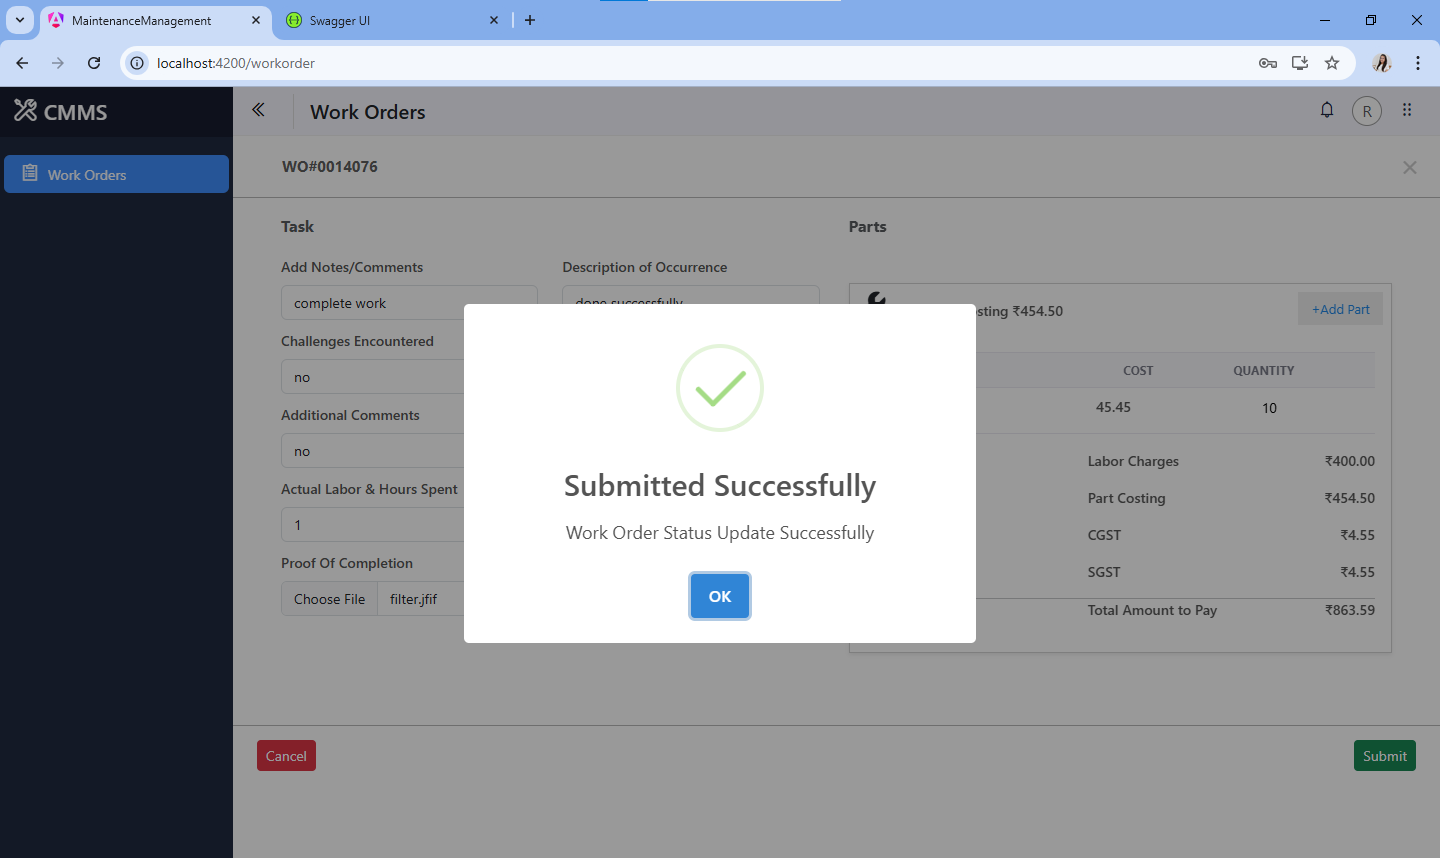 MaintenanceManagement
Swagger UI
localhost:4200/workorder
CMMS
Work Orders
R
Work Orders
WO#0014076
Task
Parts
Add Notes/Comments
Description of Occurrence
complete work
done successfully
sting ₹454.50
+Add Part
Challenges Encountered
no
COST
QUANTITY
45.45
10
Additional Comments
no
Actual Labor & Hours Spent
1
Proof Of Completion
Choose File
filter.jfif
Labor Charges
₹400.00
Part Costing
₹454.50
CGST
₹4.55
SGST
₹4.55
Total Amount to Pay
₹863.59
Submitted Successfully
Work Order Status Update Successfully
OK
Cancel
Submit